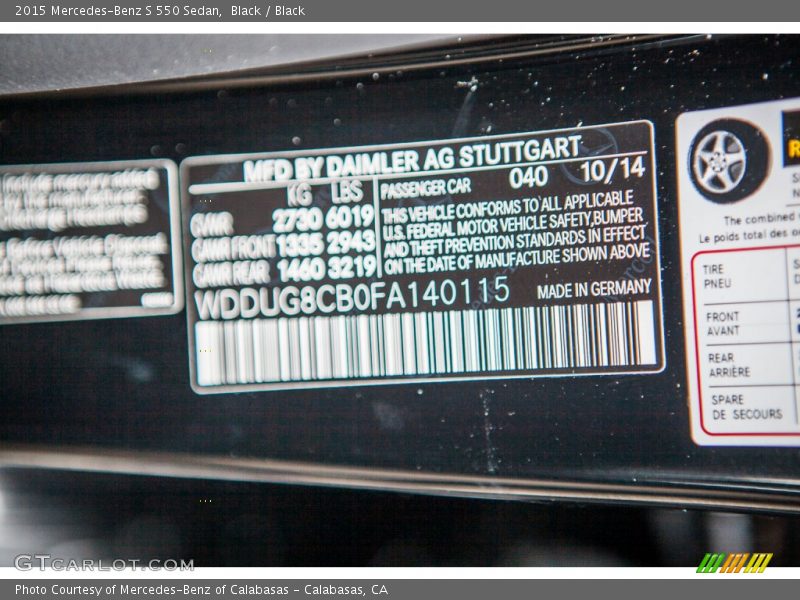 2015 Mercedes-Benz S 550 Sedan, Black / Black
MFD BY DAIMLER AG STUTTGART
KG LBS
PASSENGER CAR 040 10/14
GVWR 2730 6019
GAWR FRONT 1335 2943
GAWR REAR 1460 3219
THIS VEHICLE CONFORMS TO ALL APPLICABLE
U.S. FEDERAL MOTOR VEHICLE SAFETY, BUMPER
AND THEFT PREVENTION STANDARDS IN EFFECT
ON THE DATE OF MANUFACTURE SHOWN ABOVE
WDDUG8CB0FA140115 MADE IN GERMANY
The combined
Le poids total des
TIRE
PNEU
FRONT
AVANT
REAR
ARRIÈRE
SPARE
DE SECOURS
GTCARLOT.COM
Photo Courtesy of Mercedes-Benz of Calabasas - Calabasas, CA